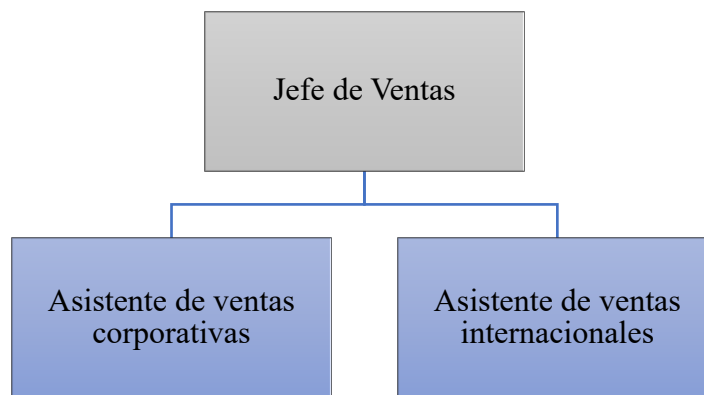 Jefe de Ventas
Asistente de ventas
corporativas
Asistente de ventas
internacionales